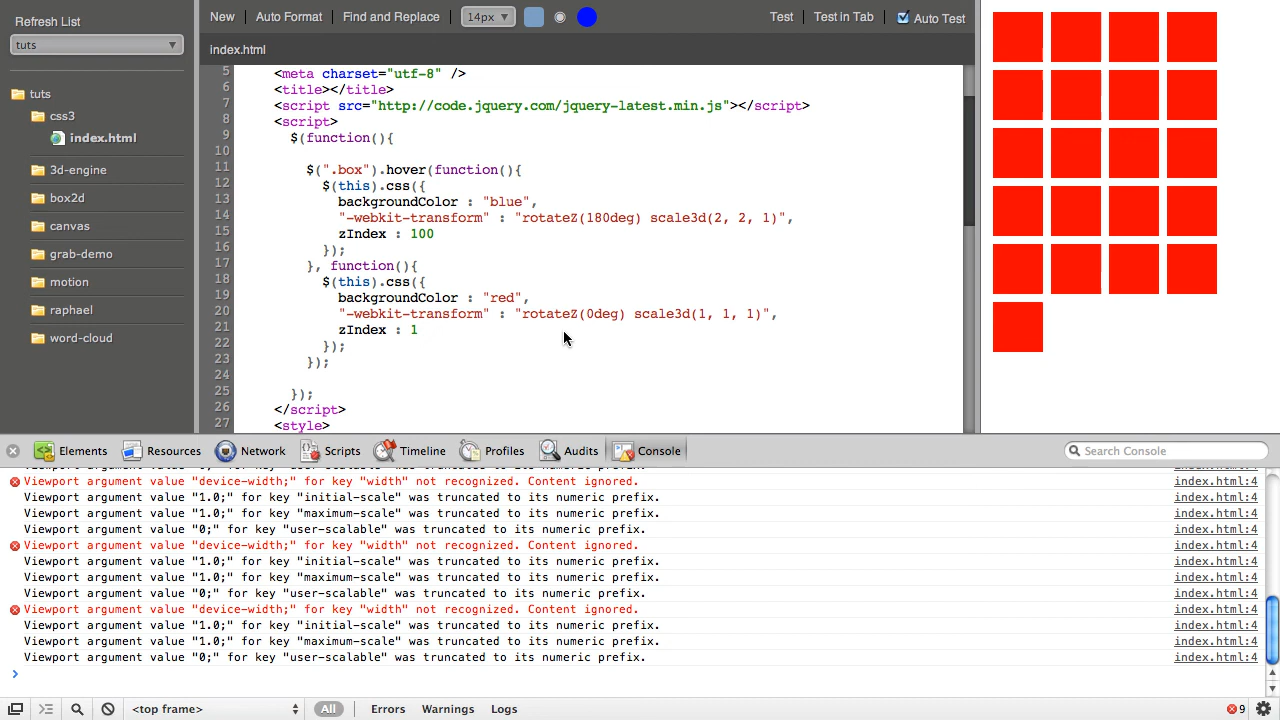 Refresh List
tuts
tuts
css3
index.html
3d-engine
box2d
canvas
grab-demo
motion
raphael
word-cloud
New Auto Format Find and Replace 14px Test Test in Tab Auto Test
index.html
5 <meta charset="utf-8" />
6 <title></title>
7 <script src="http://code.jquery.com/jquery-latest.min.js"></script>
8 <script>
9 $(function(){
10
11 $(".box").hover(function(){
12 $(this).css({
13 backgroundColor : "blue",
14 "-webkit-transform" : "rotateZ(180deg) scale3d(2, 2, 1)",
15 zIndex : 100
16 });
17 }, function(){
18 $(this).css({
19 backgroundColor : "red",
20 "-webkit-transform" : "rotateZ(0deg) scale3d(1, 1, 1)",
21 zIndex : 1
22 });
23 });
24
25 });
26 </script>
27 <style>
Elements Resources Network Scripts Timeline Profiles Audits Console Search Console
Viewport argument value "device-width;" for key "width" not recognized. Content ignored. index.html:4
Viewport argument value "1.0;" for key "initial-scale" was truncated to its numeric prefix. index.html:4
Viewport argument value "1.0;" for key "maximum-scale" was truncated to its numeric prefix. index.html:4
Viewport argument value "0;" for key "user-scalable" was truncated to its numeric prefix. index.html:4
Viewport argument value "device-width;" for key "width" not recognized. Content ignored. index.html:4
Viewport argument value "1.0;" for key "initial-scale" was truncated to its numeric prefix. index.html:4
Viewport argument value "1.0;" for key "maximum-scale" was truncated to its numeric prefix. index.html:4
Viewport argument value "0;" for key "user-scalable" was truncated to its numeric prefix. index.html:4
Viewport argument value "device-width;" for key "width" not recognized. Content ignored. index.html:4
Viewport argument value "1.0;" for key "initial-scale" was truncated to its numeric prefix. index.html:4
Viewport argument value "1.0;" for key "maximum-scale" was truncated to its numeric prefix. index.html:4
Viewport argument value "0;" for key "user-scalable" was truncated to its numeric prefix. index.html:4
<top frame> All Errors Warnings Logs 9